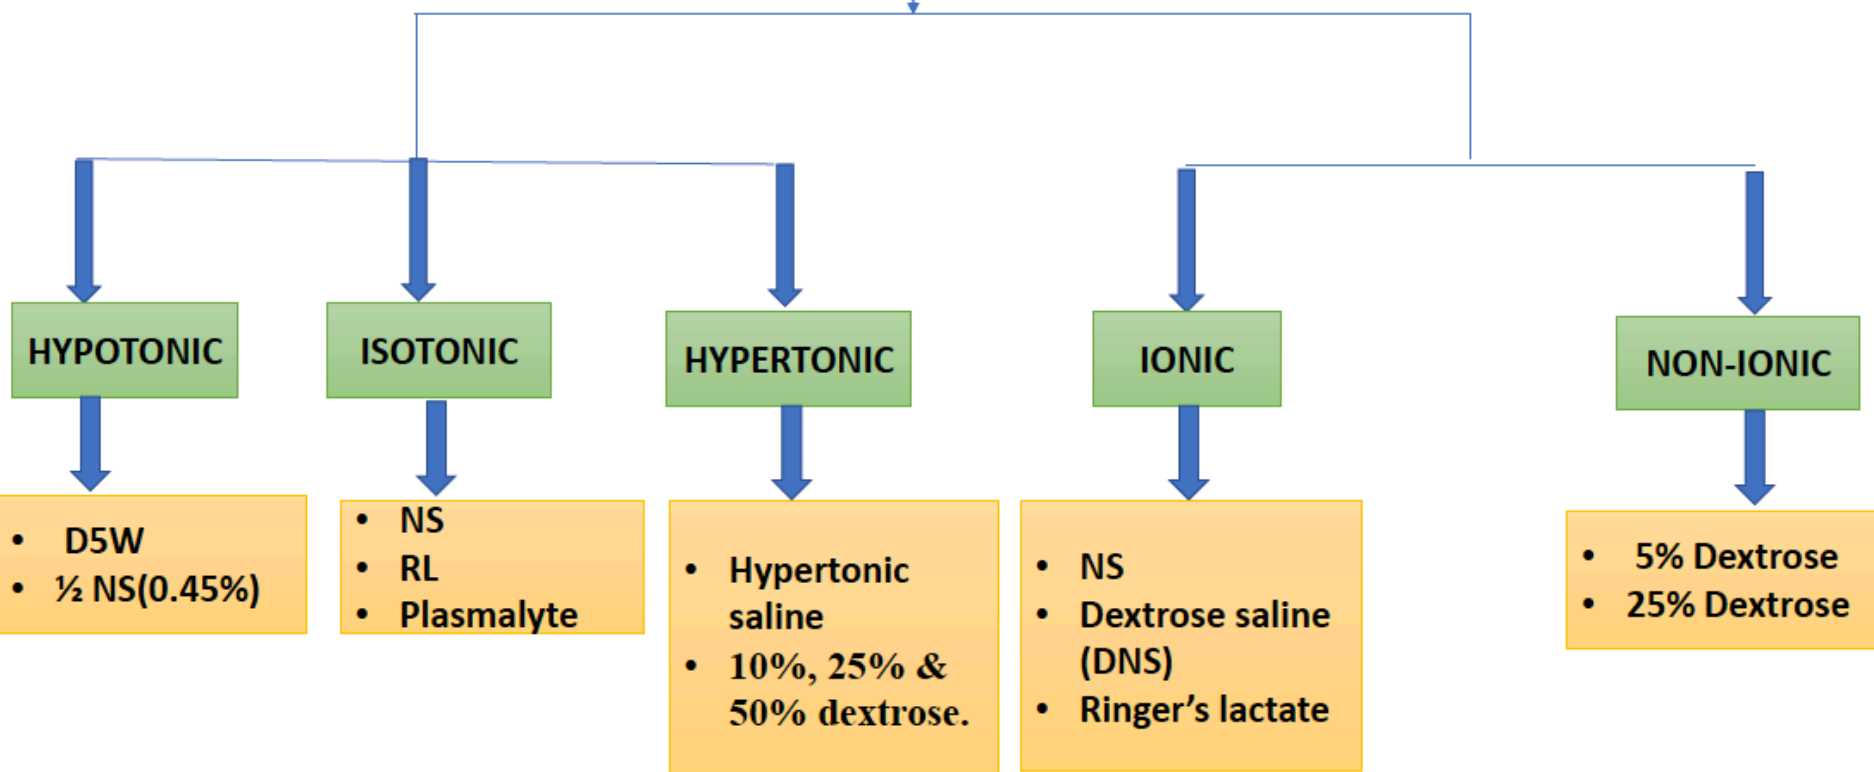 HYPOTONIC
ISOTONIC
HYPERTONIC
IONIC
NON-IONIC
• D5W
• ½ NS(0.45%)
• NS
• RL
• Plasmalyte
• Hypertonic
saline
• 10%, 25% &
50% dextrose.
• NS
• Dextrose saline
(DNS)
• Ringer’s lactate
• 5% Dextrose
• 25% Dextrose